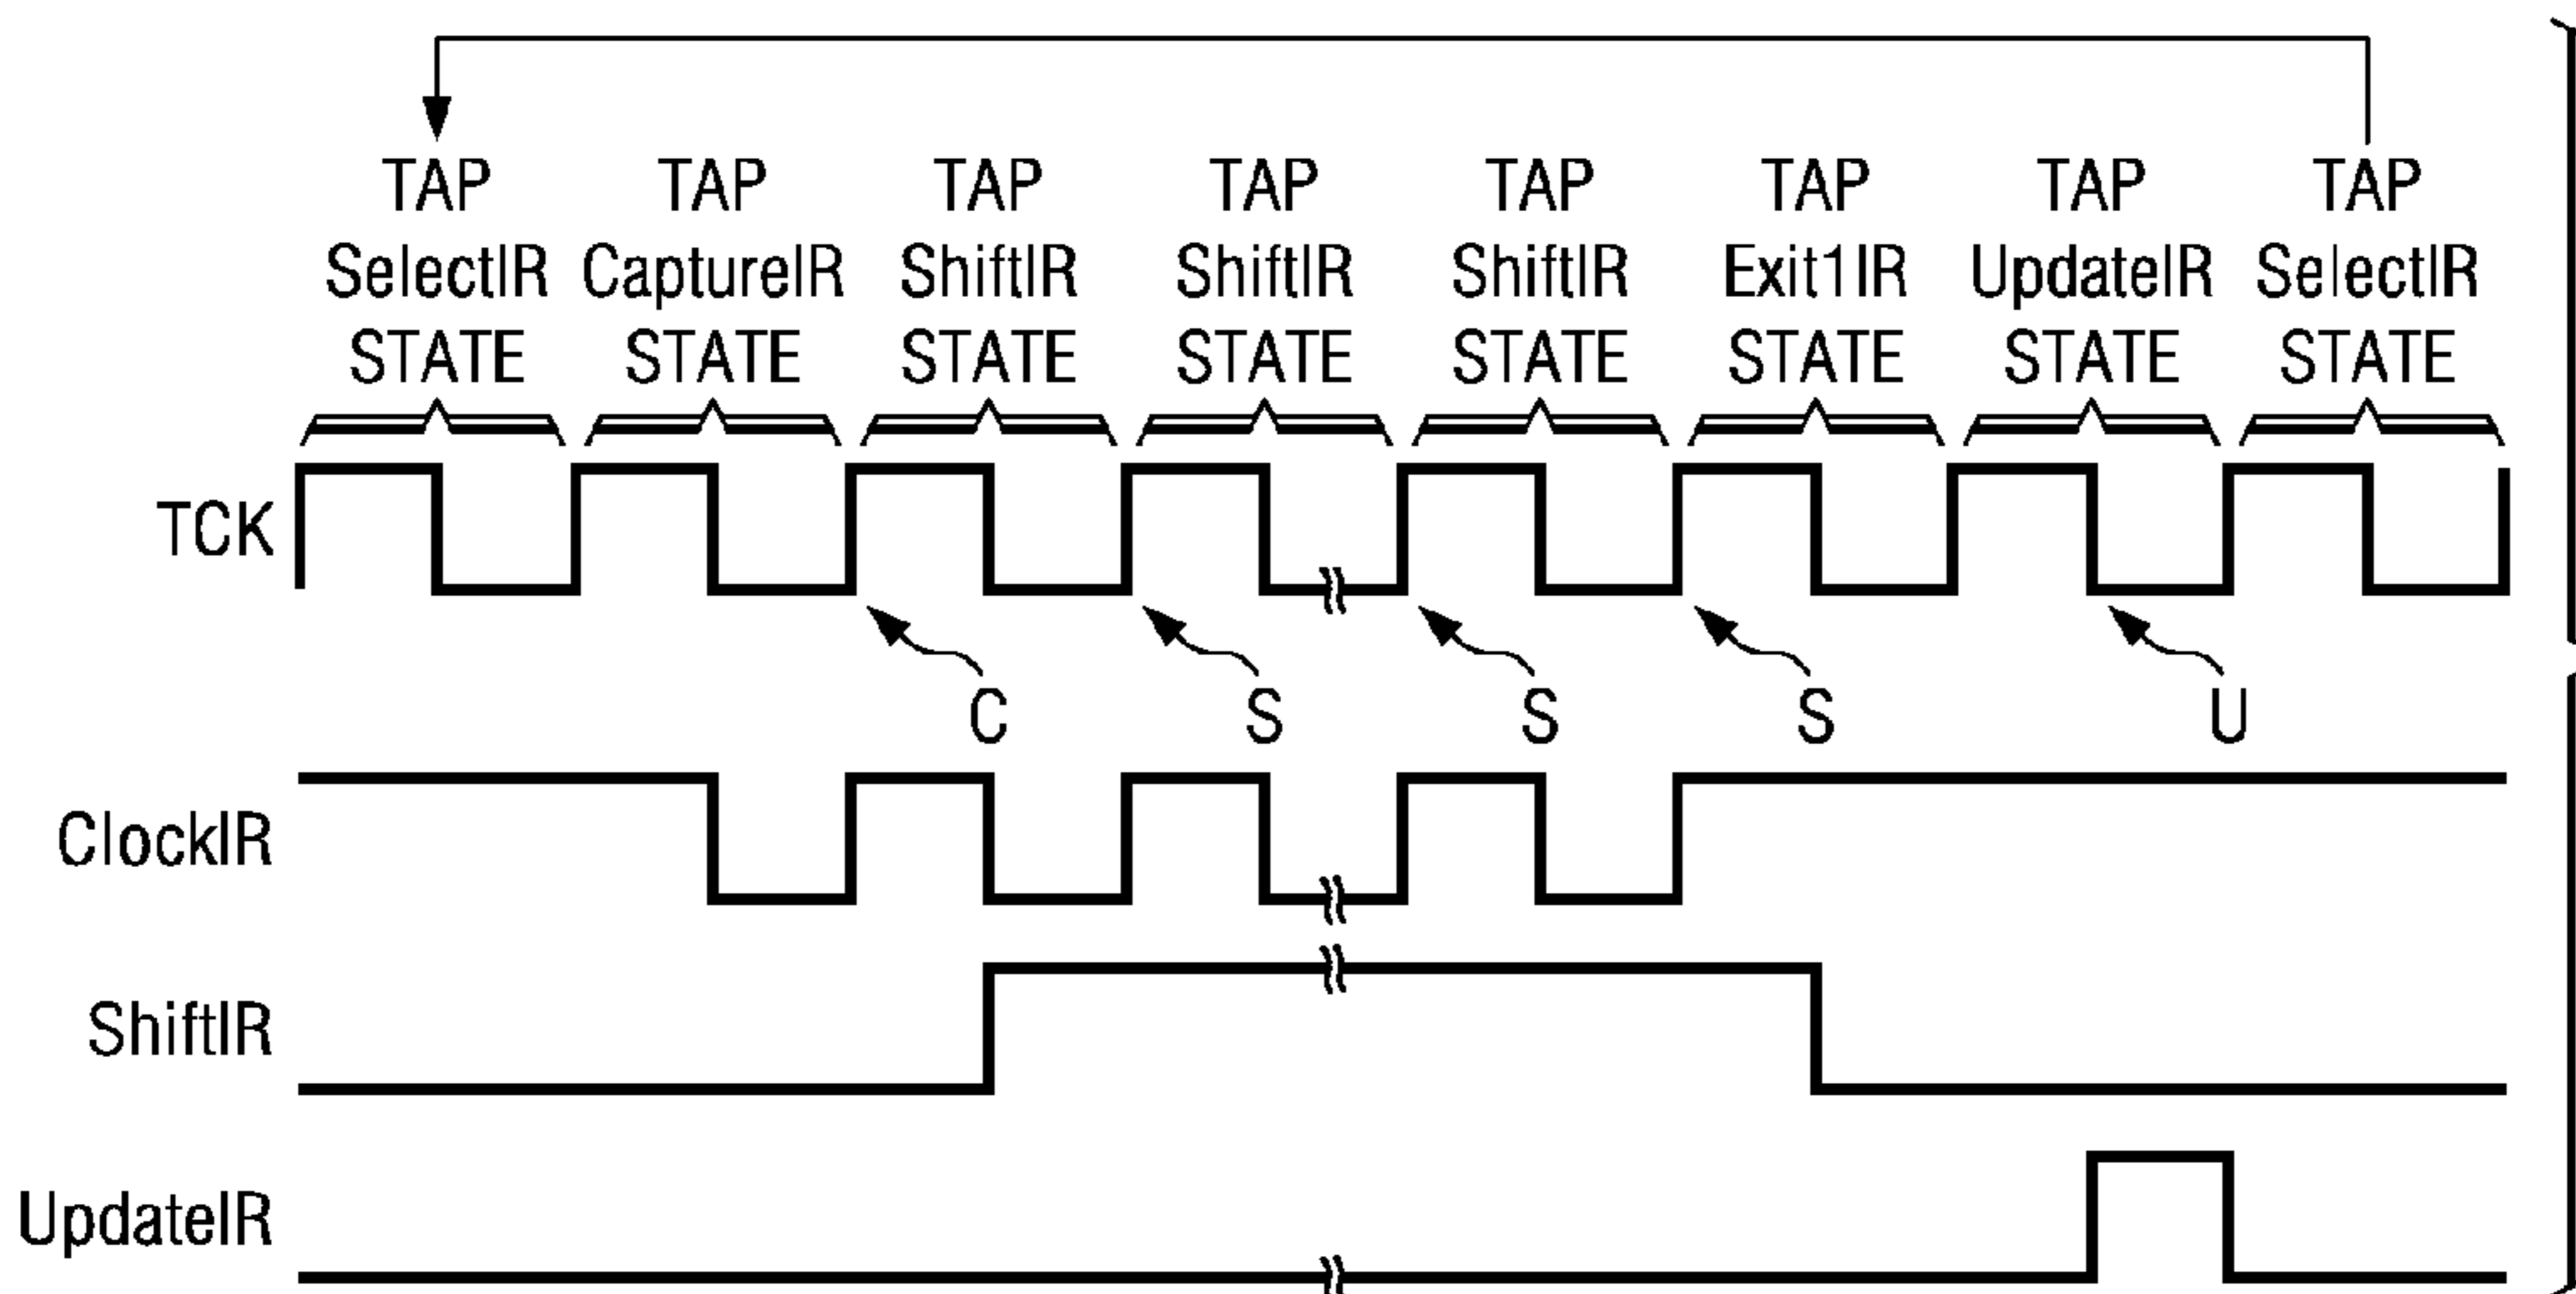 TAP TAP TAP TAP TAP TAP TAP TAP
SelectIR CaptureIR ShiftIR ShiftIR ShiftIR Exit1IR UpdateIR SelectIR
STATE STATE STATE STATE STATE STATE STATE STATE
TCK
C S S S U
ClockIR
ShiftIR
UpdateIR